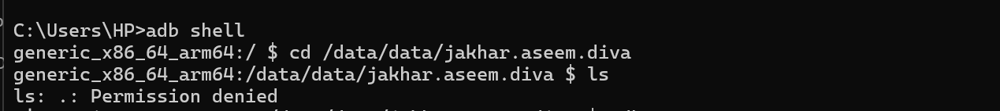 C:\Users\HP>adb shell
generic_x86_64_arm64:/ $ cd /data/data/jakhar.aseem.diva
generic_x86_64_arm64:/data/data/jakhar.aseem.diva $ ls
ls: .: Permission denied